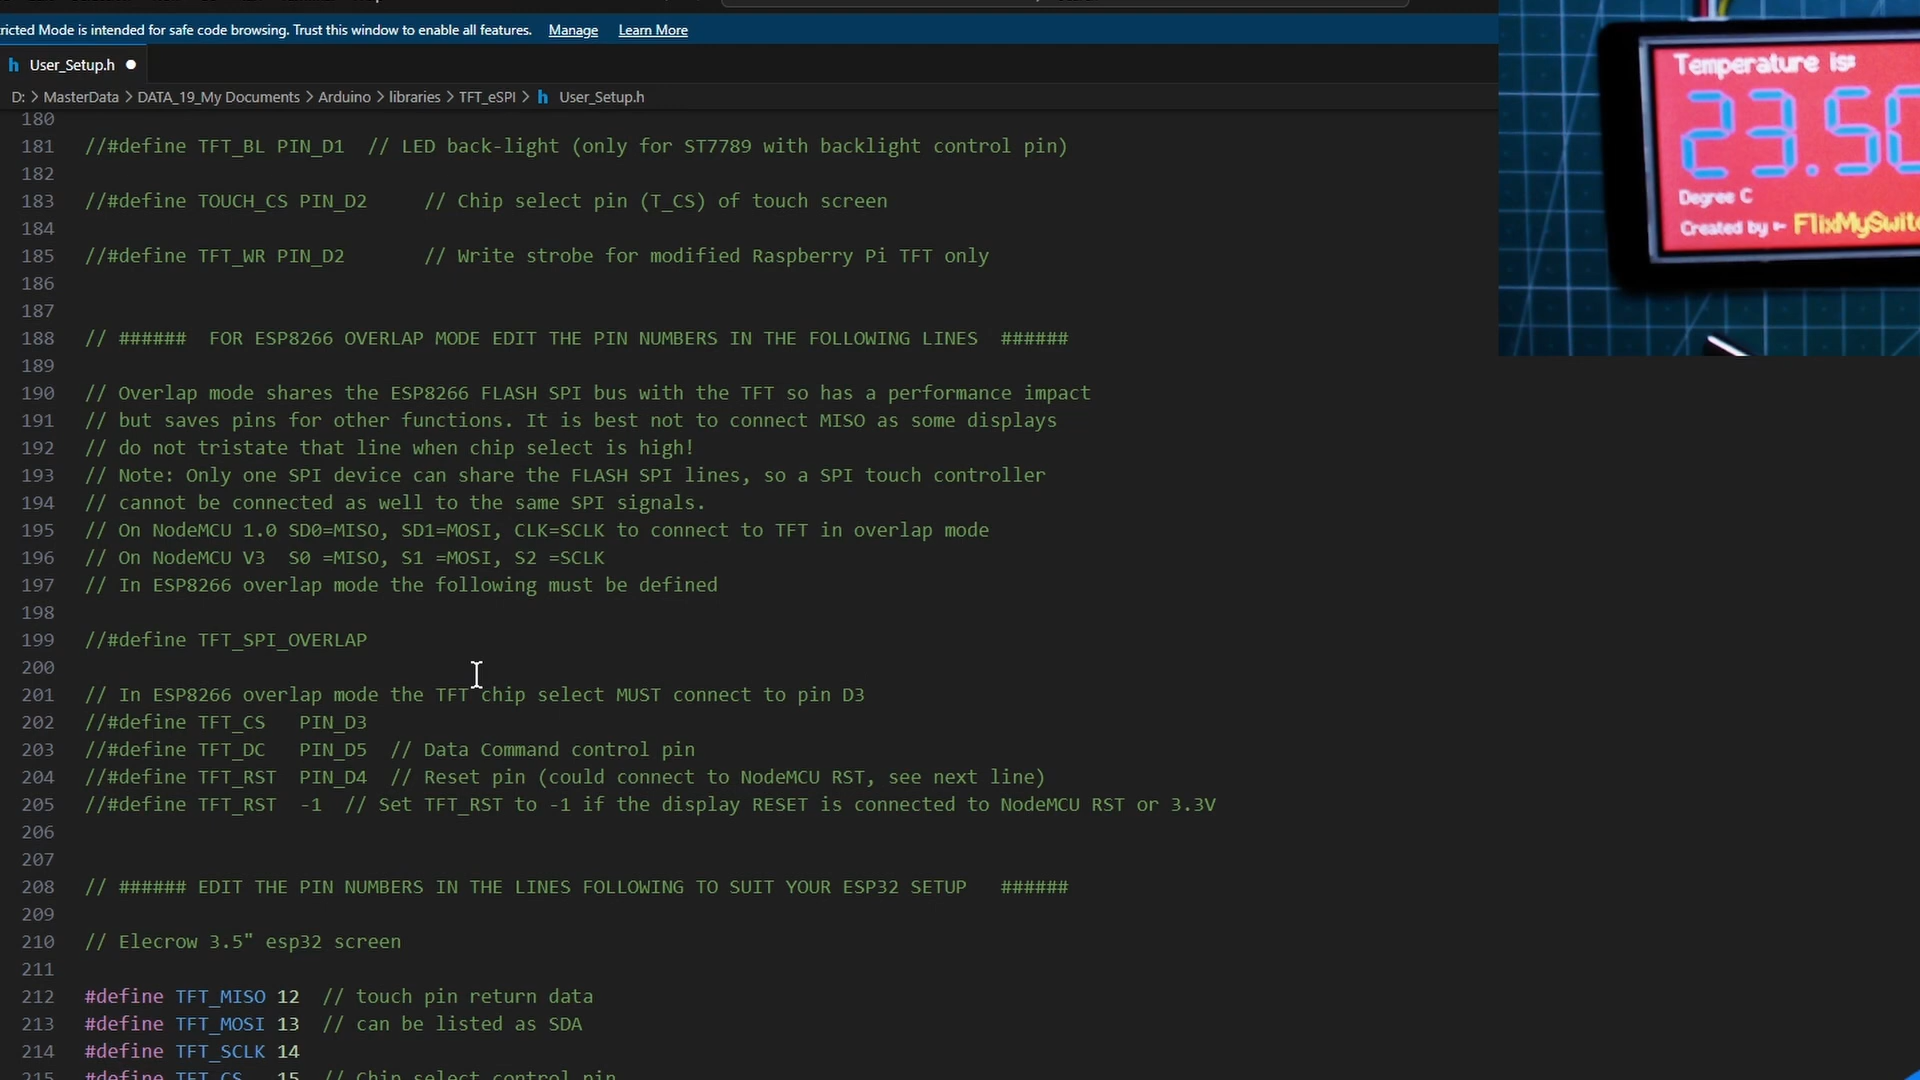 ricted Mode is intended for safe code browsing. Trust this window to enable all features. Manage Learn More
h User_Setup.h
D: > MasterData > DATA_19_My Documents > Arduino > libraries > TFT_eSPI > h User_Setup.h
180
181 //#define TFT_BL PIN_D1 // LED back-light (only for ST7789 with backlight control pin)
182
183 //#define TOUCH_CS PIN_D2 // Chip select pin (T_CS) of touch screen
184
185 //#define TFT_WR PIN_D2 // Write strobe for modified Raspberry Pi TFT only
186
187
188 // ###### FOR ESP8266 OVERLAP MODE EDIT THE PIN NUMBERS IN THE FOLLOWING LINES ######
189
190 // Overlap mode shares the ESP8266 FLASH SPI bus with the TFT so has a performance impact
191 // but saves pins for other functions. It is best not to connect MISO as some displays
192 // do not tristate that line when chip select is high!
193 // Note: Only one SPI device can share the FLASH SPI lines, so a SPI touch controller
194 // cannot be connected as well to the same SPI signals.
195 // On NodeMCU 1.0 SD0=MISO, SD1=MOSI, CLK=SCLK to connect to TFT in overlap mode
196 // On NodeMCU V3 S0 =MISO, S1 =MOSI, S2 =SCLK
197 // In ESP8266 overlap mode the following must be defined
198
199 //#define TFT_SPI_OVERLAP
200
201 // In ESP8266 overlap mode the TFT chip select MUST connect to pin D3
202 //#define TFT_CS PIN_D3
203 //#define TFT_DC PIN_D5 // Data Command control pin
204 //#define TFT_RST PIN_D4 // Reset pin (could connect to NodeMCU RST, see next line)
205 //#define TFT_RST -1 // Set TFT_RST to -1 if the display RESET is connected to NodeMCU RST or 3.3V
206
207
208 // ###### EDIT THE PIN NUMBERS IN THE LINES FOLLOWING TO SUIT YOUR ESP32 SETUP ######
209
210 // Elecrow 3.5" esp32 screen
211
212 #define TFT_MISO 12 // touch pin return data
213 #define TFT_MOSI 13 // can be listed as SDA
214 #define TFT_SCLK 14
215 #define TFT_CS 15 // Chip select control pin
Temperature is:
23.50
Degree C
Created by :- FlixMySwitc